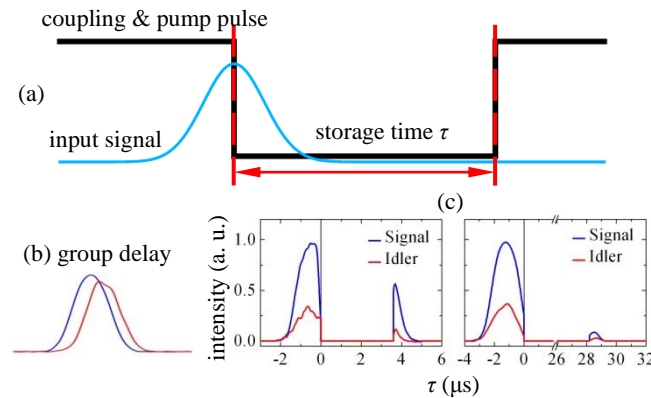 coupling & pump pulse
(a)
input signal
storage time τ
(b) group delay
(c)
intensity (a. u.)
1.0
0.5
0.0
Signal
Idler
Signal
Idler
-2 0 2 4 6
-4 -2 0 26 28 30 32
τ (μs)